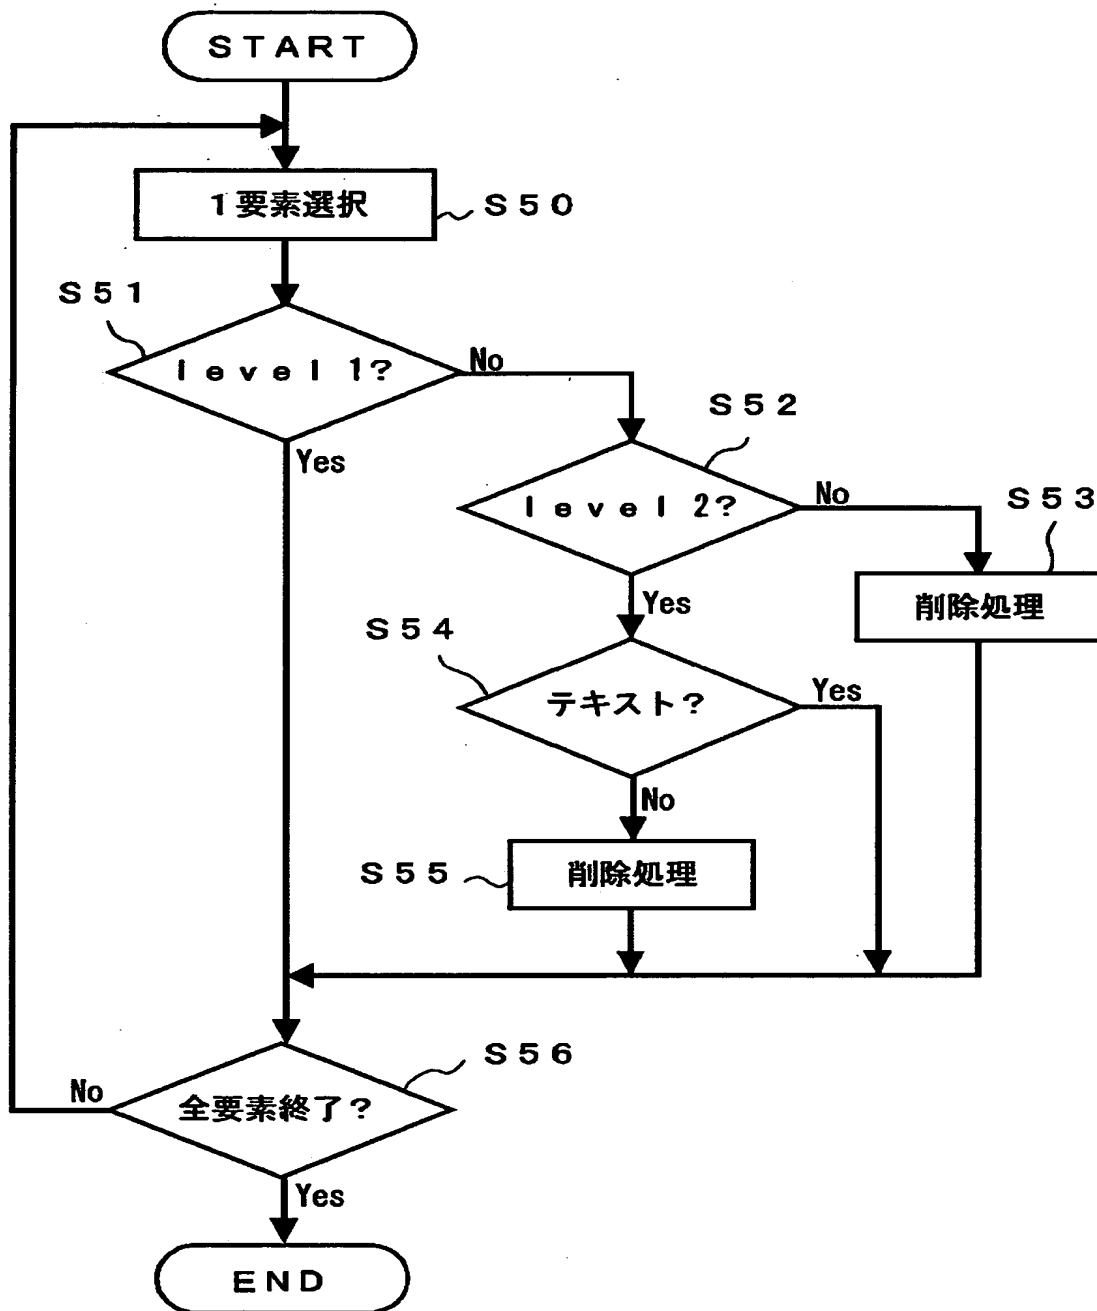 START
1要素選択
S50
S51
level 1?
No
Yes
S52
level 2?
No
Yes
S53
削除処理
S54
テキスト?
Yes
No
S55
削除処理
S56
全要素終了?
No
Yes
END